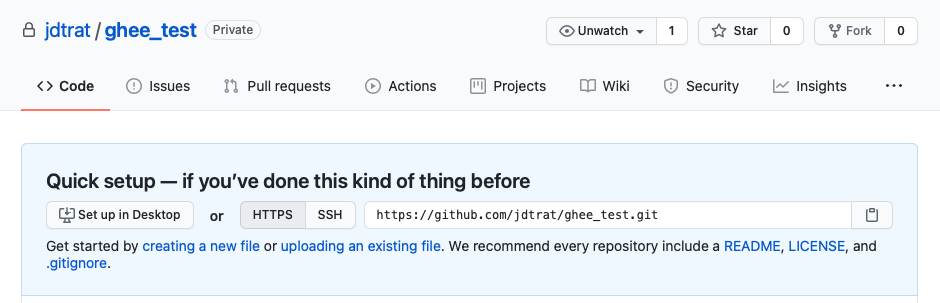 jdtrat / ghee_test Private Unwatch 1 Star 0 Fork 0
Code Issues Pull requests Actions Projects Wiki Security Insights ...
Quick setup — if you’ve done this kind of thing before
Set up in Desktop or HTTPS SSH https://github.com/jdtrat/ghee_test.git
Get started by creating a new file or uploading an existing file. We recommend every repository include a README, LICENSE, and
.gitignore.